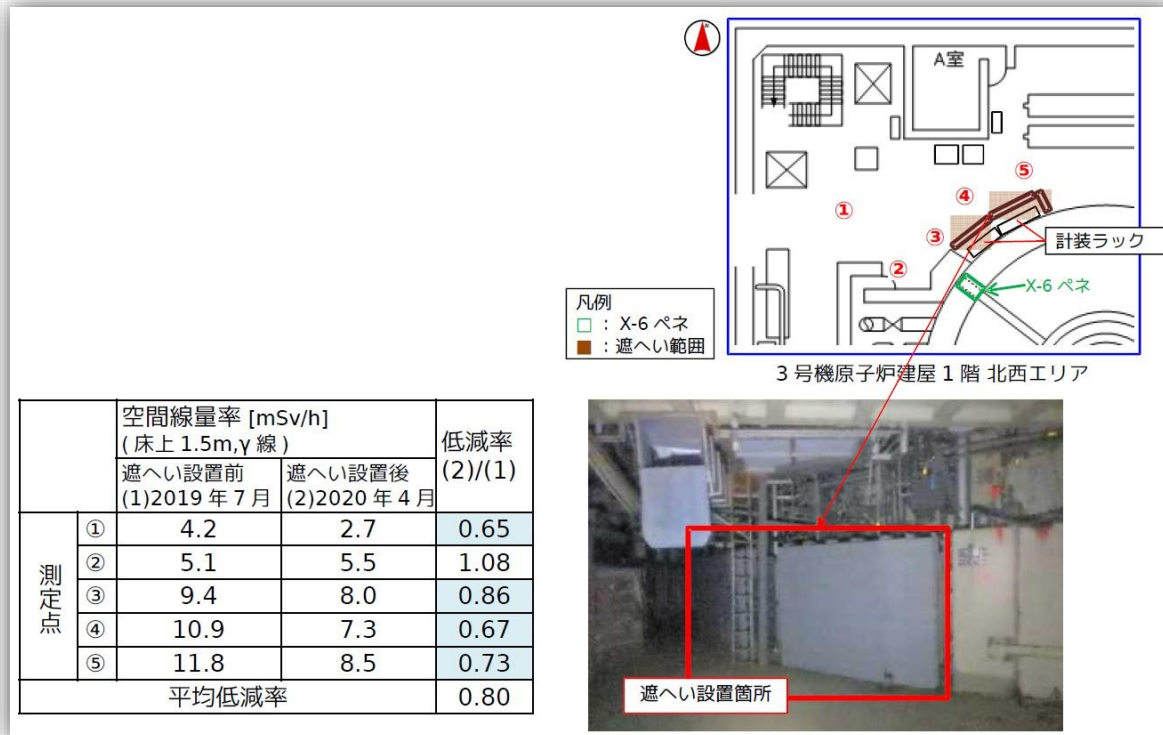 N
A室
⑤
④
①
③
②
計装ラック
X-6 ペネ
凡例
□ : X-6 ペネ
■ : 遮へい範囲
3 号機原子炉建屋 1 階 北西エリア
空間線量率 [mSv/h]
( 床上 1.5m,γ 線 )
低減率
(2)/(1)
遮へい設置前
(1)2019 年 7 月
遮へい設置後
(2)2020 年 4 月
測定点
① 4.2 2.7 0.65
② 5.1 5.5 1.08
③ 9.4 8.0 0.86
④ 10.9 7.3 0.67
⑤ 11.8 8.5 0.73
平均低減率 0.80
遮へい設置箇所